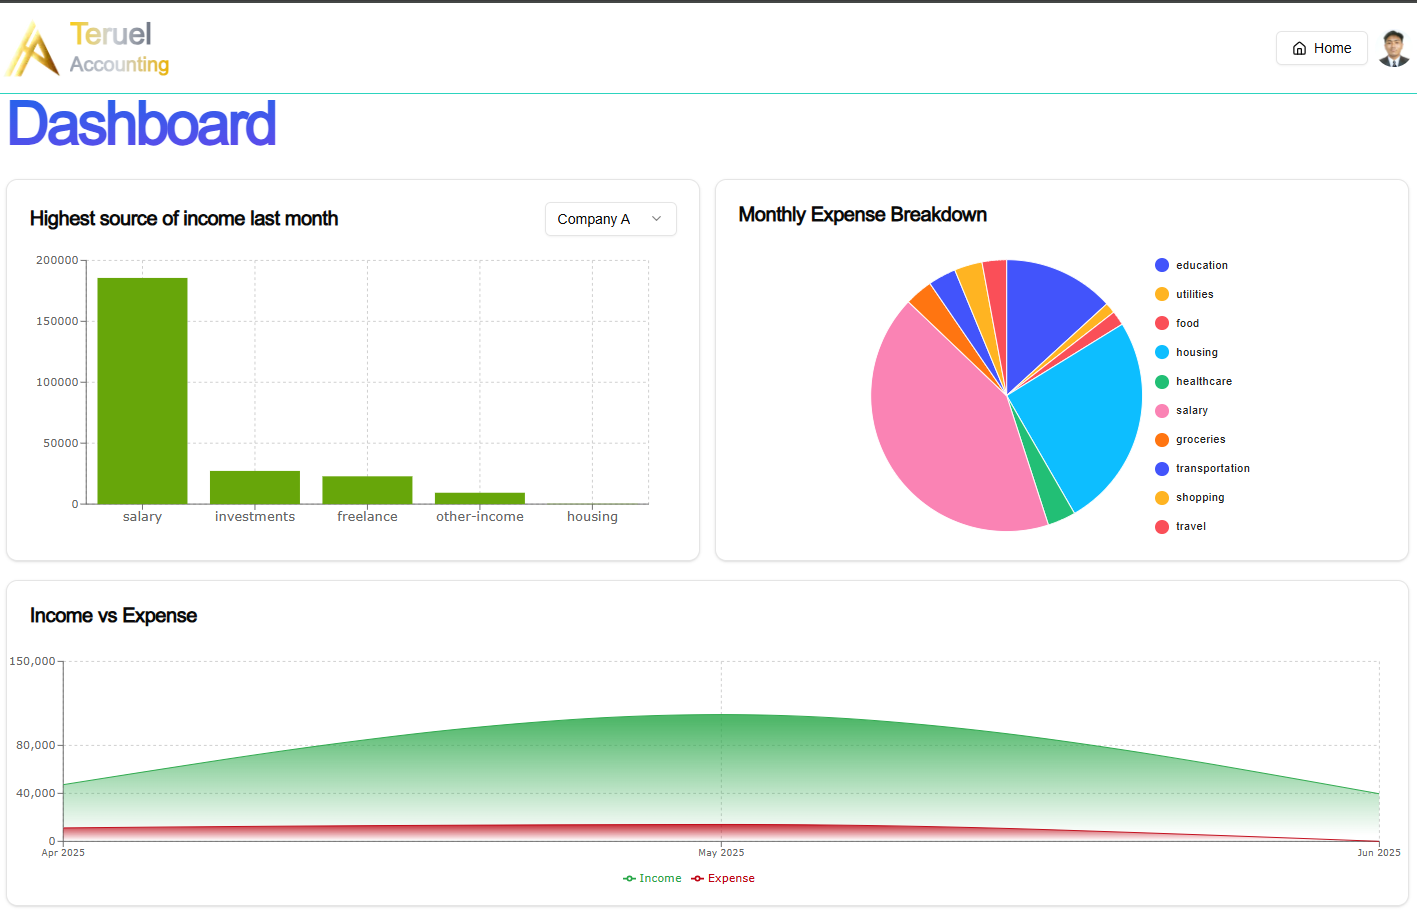 Teruel
Accounting
Home
Dashboard
Highest source of income last month
Company A
200000
150000
100000
50000
0
salary investments freelance other-income housing
Monthly Expense Breakdown
education
utilities
food
housing
healthcare
salary
groceries
transportation
shopping
travel
Income vs Expense
150,000
80,000
40,000
0
Apr 2025 May 2025 Jun 2025
Income Expense